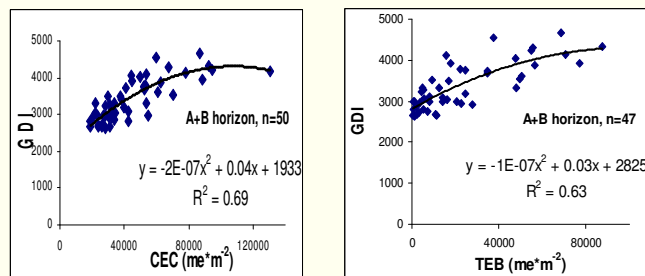 5000
4000
3000
2000
1000
0
G D I
A+B horizon, n=50
y = -2E-07x² + 0.04x + 1933
R² = 0.69
0 40000 80000 120000
CEC (me*m⁻²)
5000
4000
3000
2000
1000
0
GDI
A+B horizon, n=47
y = -1E-07x² + 0.03x + 2825
R² = 0.63
0 20000 40000 60000 80000
TEB (me*m⁻²)